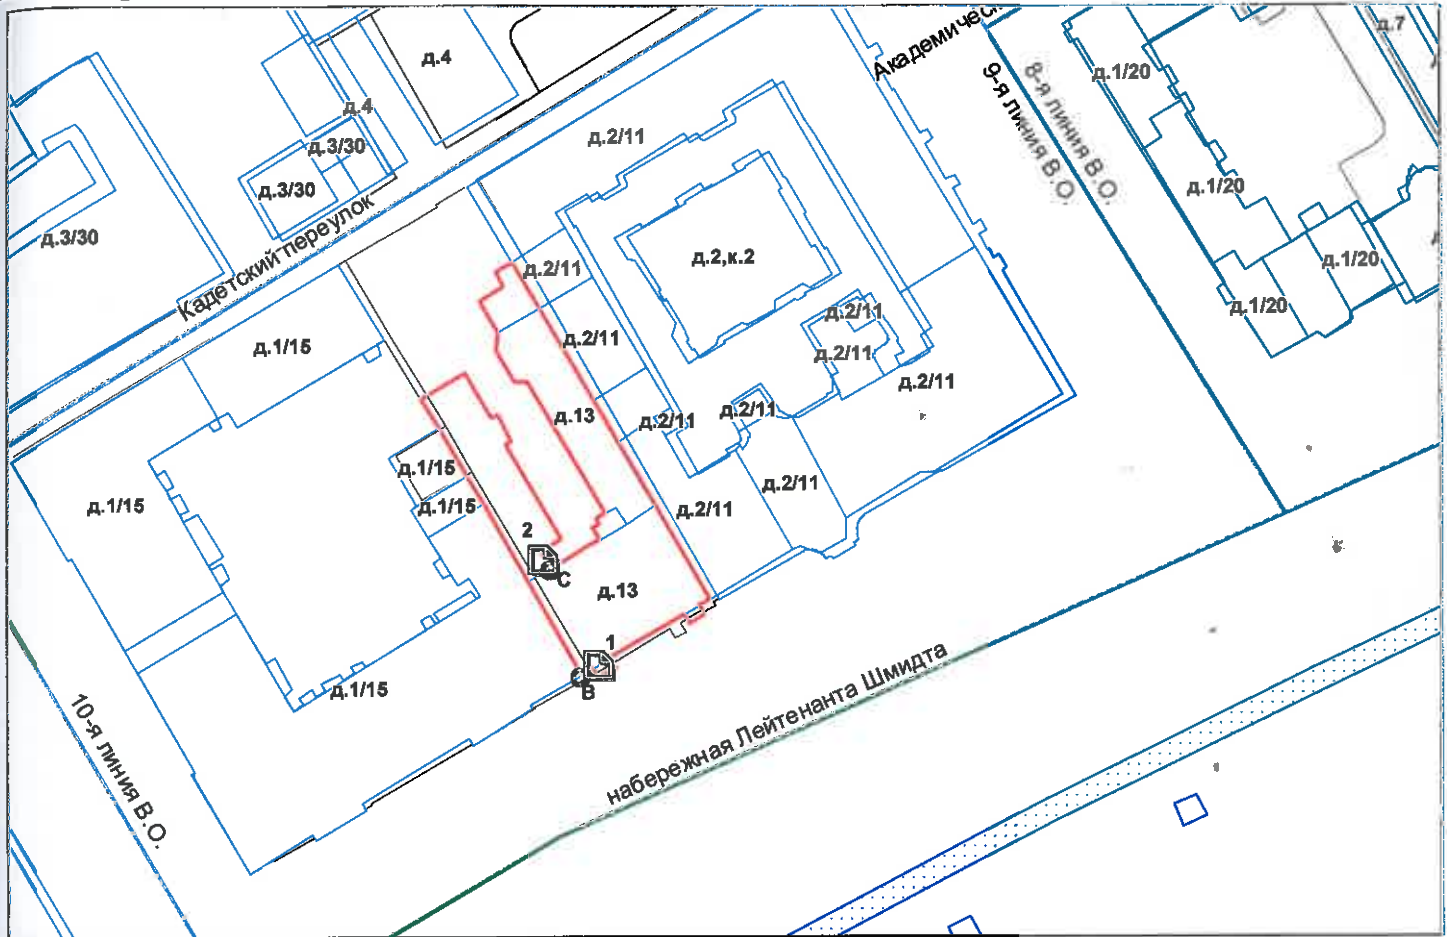 д.4
Академическ
9-я линия В.О.
8-я линия В.О.
д.1/20
д.7
д.4
д.3/30
д.2/11
д.3/30
д.1/20
Кадетский переулок
д.3/30
д.2/11
д.2,к.2
д.1/20
д.1/20
д.2/11
д.1/15
д.2/11
д.2/11
д.2/11
д.13
д.2/11
д.2/11
д.1/15
д.1/15
д.1/15
д.2/11
д.2/11
2
С
д.13
1
В
д.1/15
10-я линия В.О.
набережная Лейтенанта Шмидта